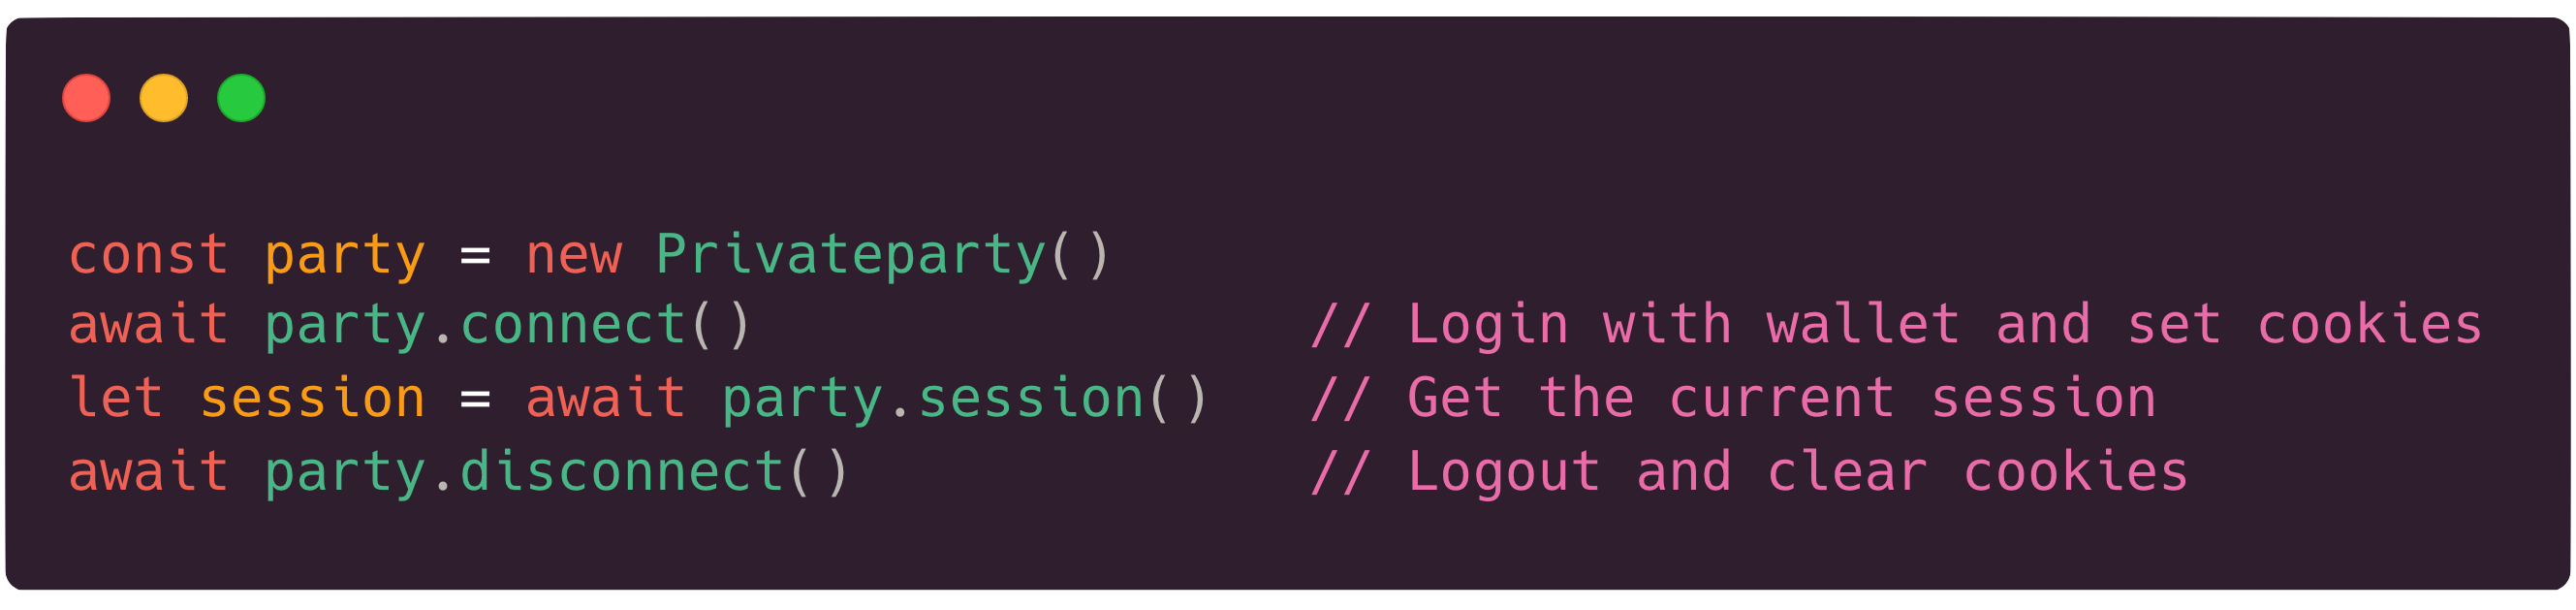 const party = new Privateparty()
await party.connect()                 // Login with wallet and set cookies
let session = await party.session()   // Get the current session
await party.disconnect()              // Logout and clear cookies